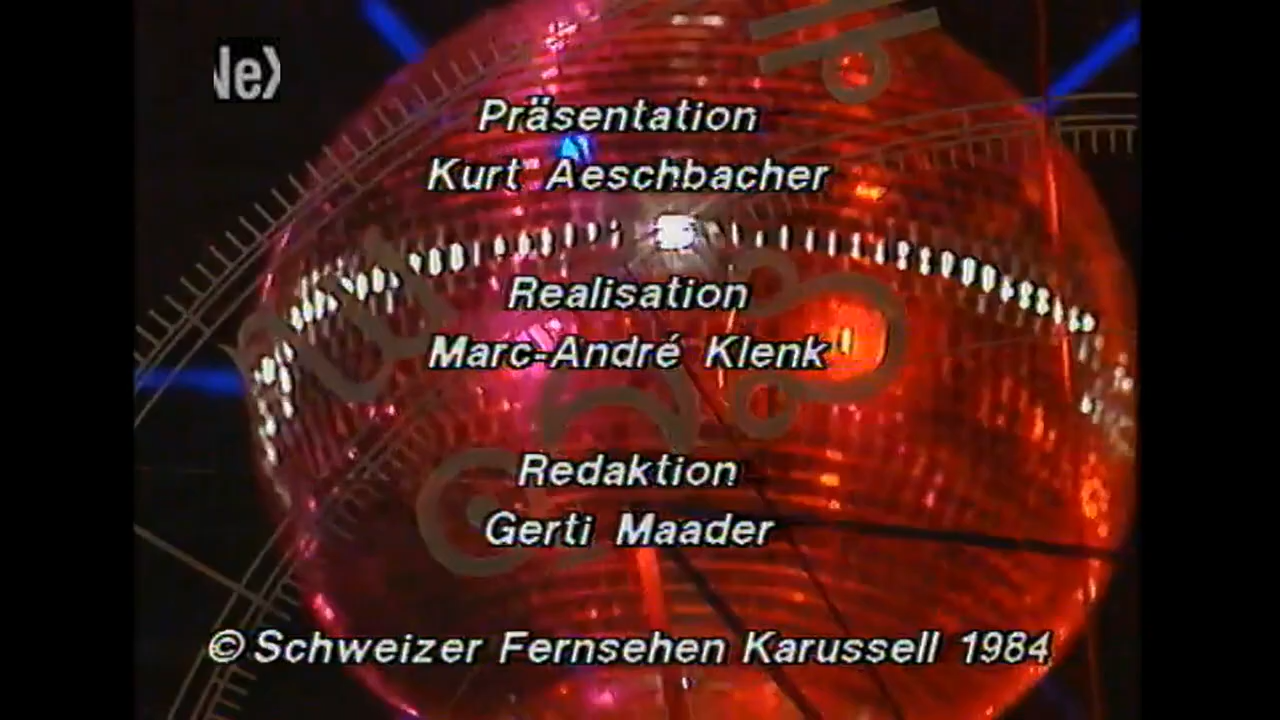 Präsentation
Kurt Aeschbacher
Realisation
Marc-André Klenk
Redaktion
Gerti Maader
© Schweizer Fernsehen Karussell 1984